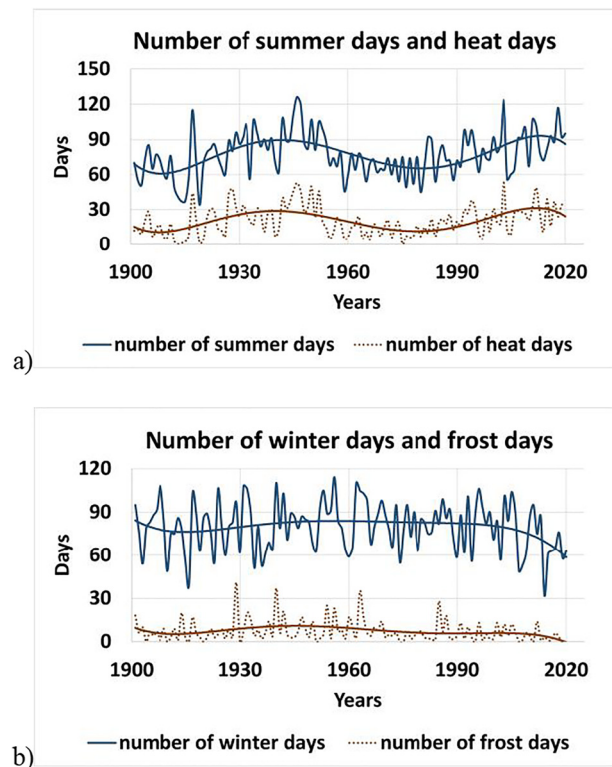 Number of summer days and heat days
150
120
90
60
30
0
Days
1900 1930 1960 1990 2020
Years
number of summer days number of heat days
a)
Number of winter days and frost days
120
90
60
30
0
Days
1900 1930 1960 1990 2020
Years
number of winter days number of frost days
b)